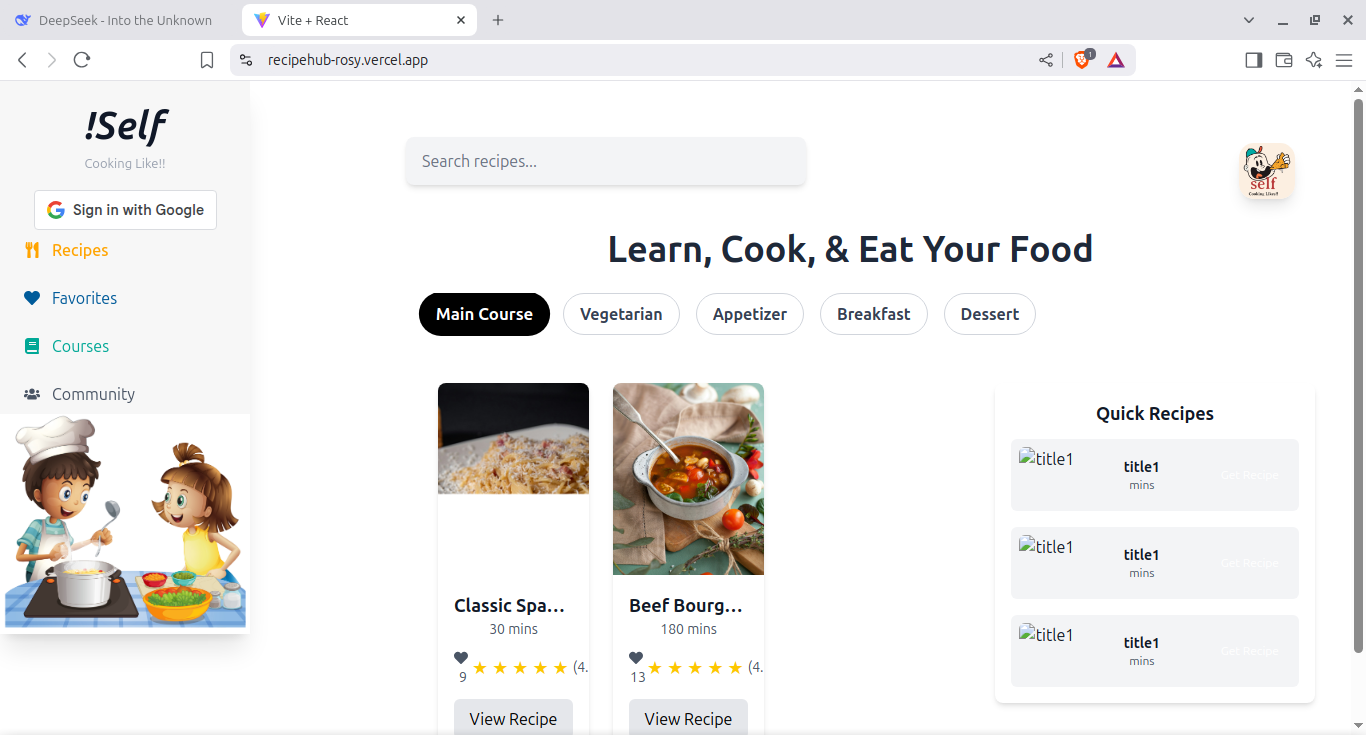 DeepSeek - Into the Unknown
Vite + React
recipehub-rosy.vercel.app
1
!Self
Cooking Like!!
Sign in with Google
Recipes
Favorites
Courses
Community
Search recipes...
self
Cooking Like!!
Learn, Cook, & Eat Your Food
Main Course
Vegetarian
Appetizer
Breakfast
Dessert
Classic Spa...
30 mins
9
(4.
View Recipe
Beef Bourg...
180 mins
13
(4.
View Recipe
Quick Recipes
title1
title1
mins
Get Recipe
title1
title1
mins
Get Recipe
title1
title1
mins
Get Recipe